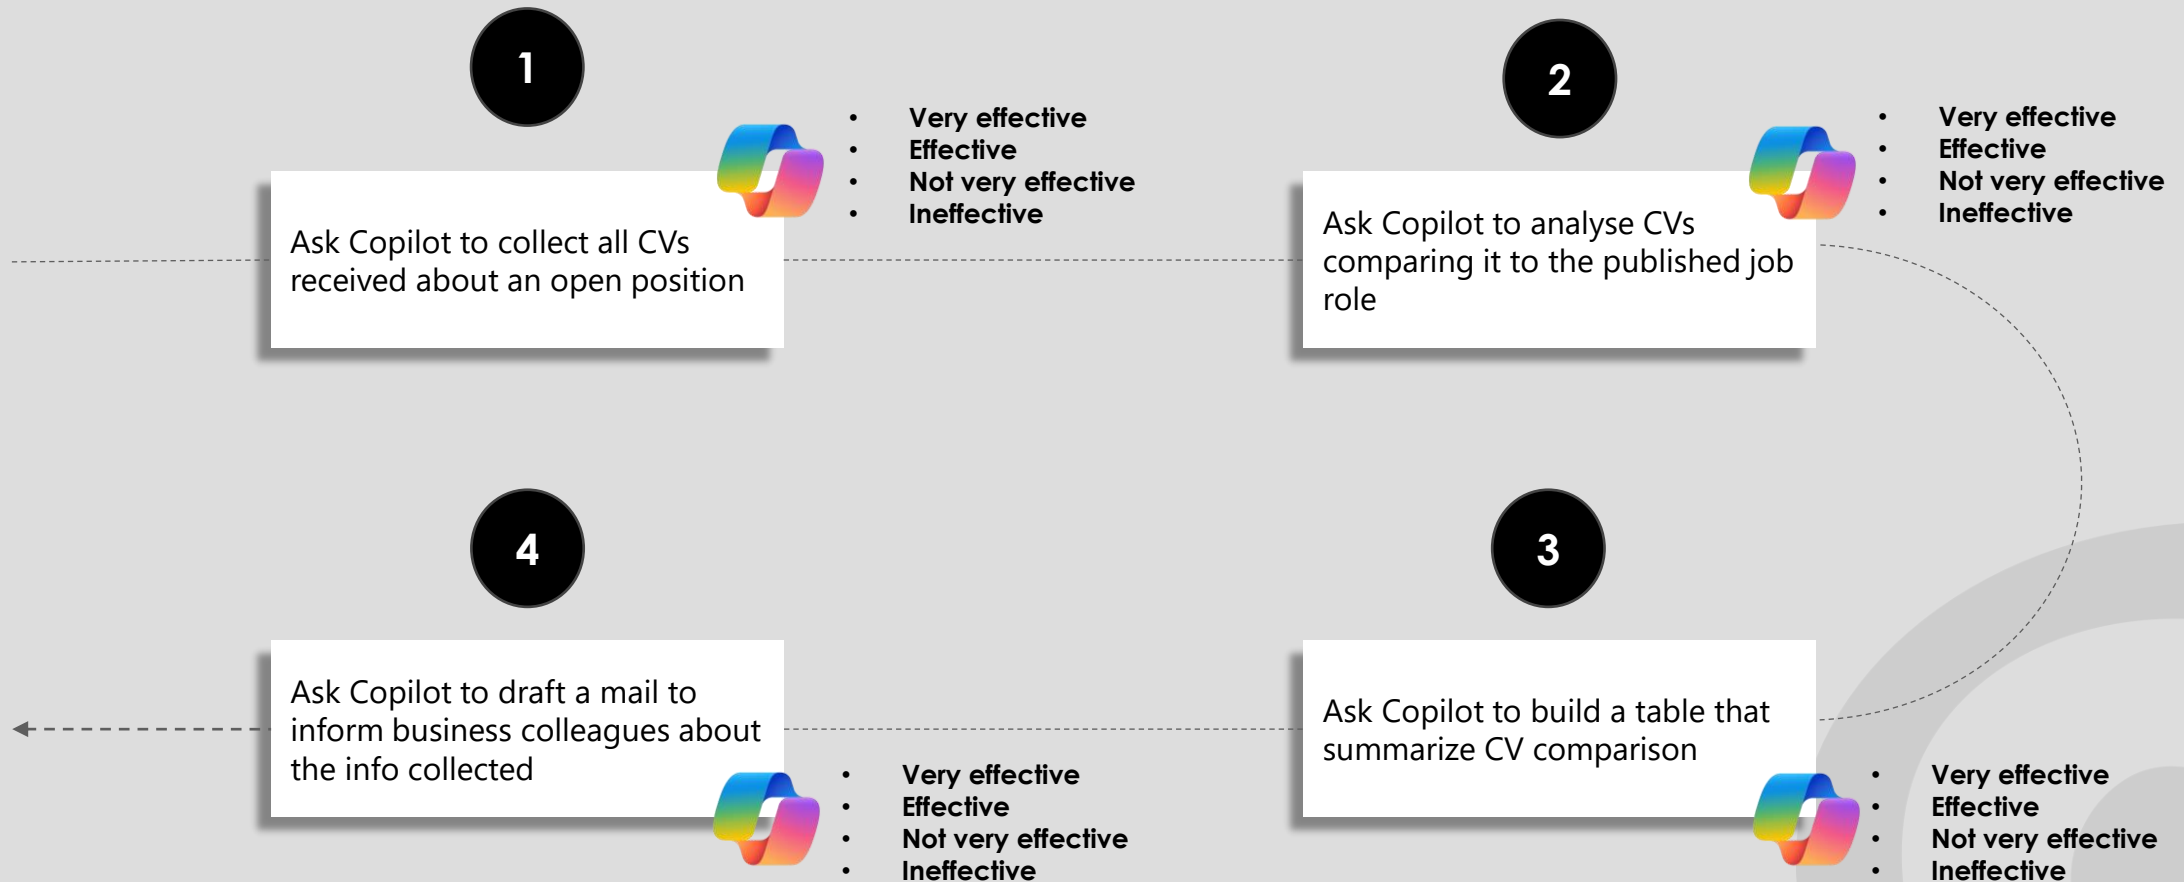 1
• Very effective
• Effective
• Not very effective
• Ineffective
Ask Copilot to collect all CVs
received about an open position
2
• Very effective
• Effective
• Not very effective
• Ineffective
Ask Copilot to analyse CVs
comparing it to the published job
role
3
Ask Copilot to build a table that
summarize CV comparison
• Very effective
• Effective
• Not very effective
• Ineffective
4
Ask Copilot to draft a mail to
inform business colleagues about
the info collected
• Very effective
• Effective
• Not very effective
• Ineffective